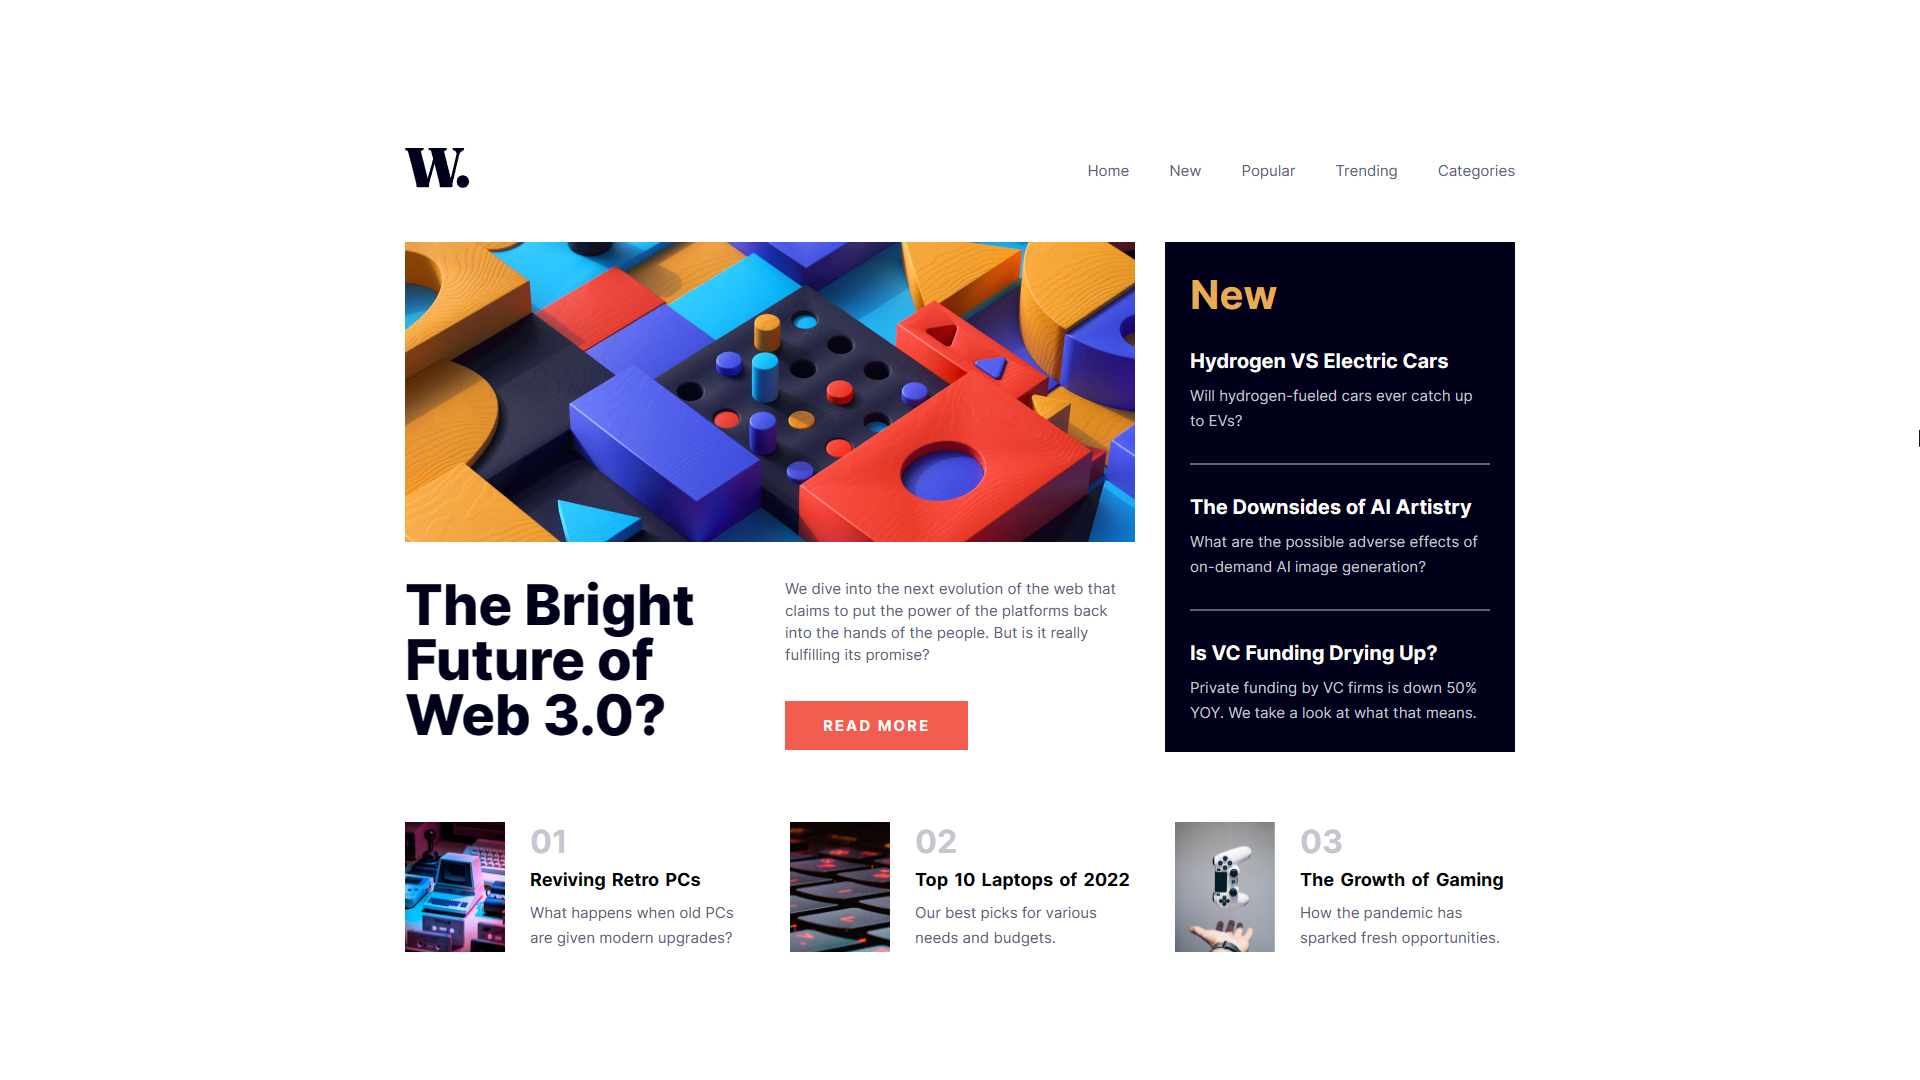 W.
Home
New
Popular
Trending
Categories
The Bright
Future of
Web 3.0?
We dive into the next evolution of the web that
claims to put the power of the platforms back
into the hands of the people. But is it really
fulfilling its promise?
READ MORE
New
Hydrogen VS Electric Cars
Will hydrogen-fueled cars ever catch up
to EVs?
The Downsides of AI Artistry
What are the possible adverse effects of
on-demand AI image generation?
Is VC Funding Drying Up?
Private funding by VC firms is down 50%
YOY. We take a look at what that means.
01
Reviving Retro PCs
What happens when old PCs
are given modern upgrades?
02
Top 10 Laptops of 2022
Our best picks for various
needs and budgets.
03
The Growth of Gaming
How the pandemic has
sparked fresh opportunities.